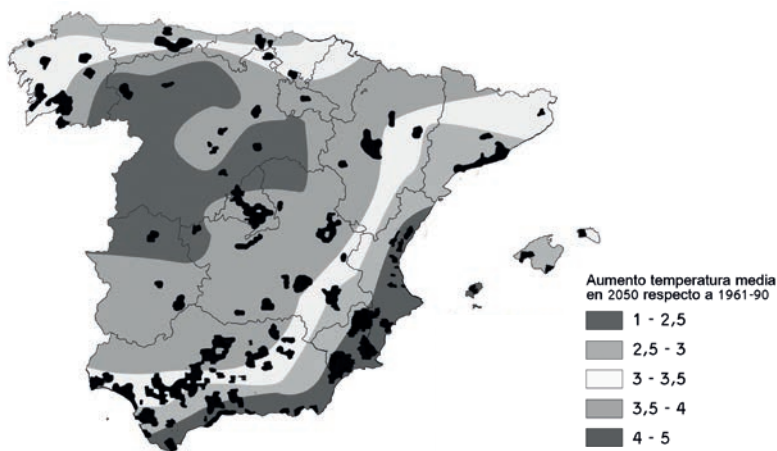 Aumento temperatura media
en 2050 respecto a 1961-90
1 - 2,5
2,5 - 3
3 - 3,5
3,5 - 4
4 - 5